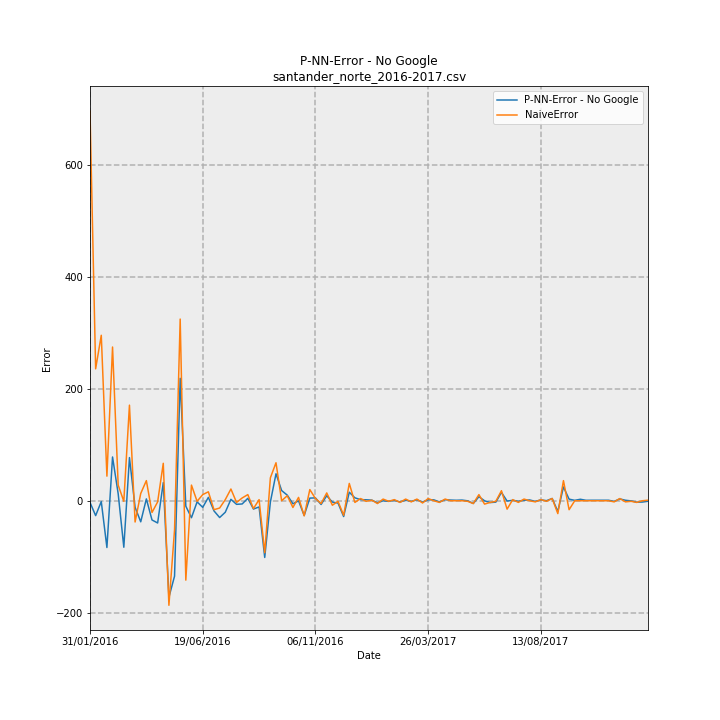 P-NN-Error - No Google
santander_norte_2016-2017.csv
P-NN-Error - No Google
NaiveError
600
400
200
0
−200
Error
31/01/2016
19/06/2016
06/11/2016
26/03/2017
13/08/2017
Date